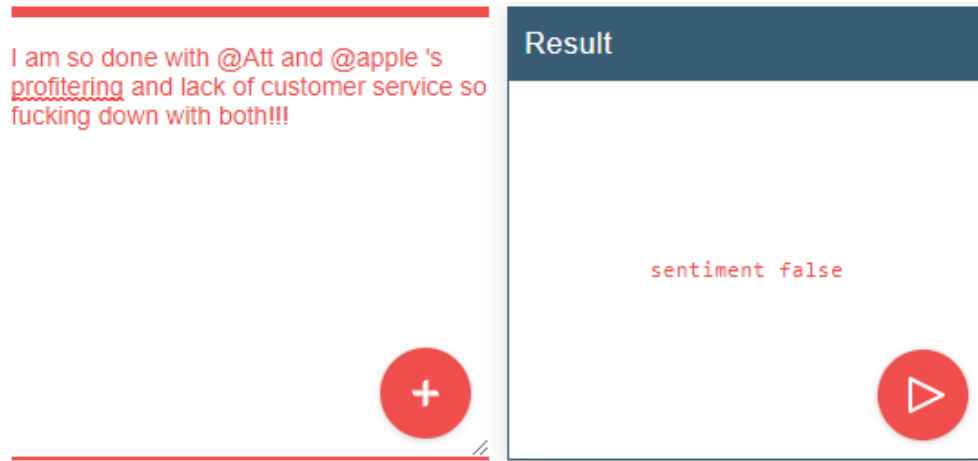 I am so done with @Att and @apple 's
profitering and lack of customer service so
fucking down with both!!!
Result
sentiment false